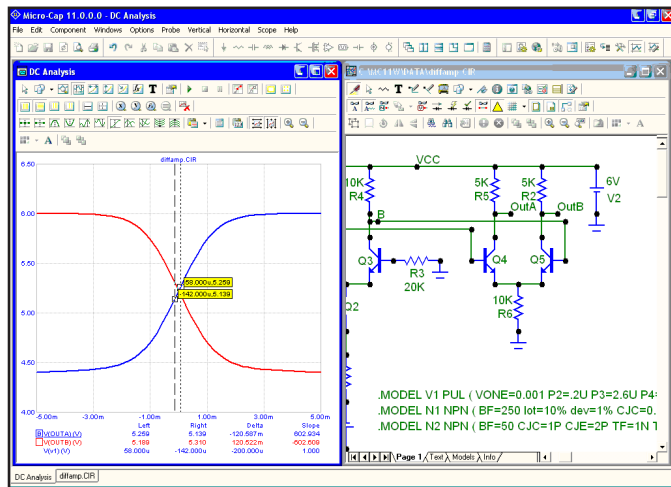 Micro-Cap 11.0.0.0 - DC Analysis
File Edit Component Windows Options Probe Vertical Horizontal Scope Help
DC Analysis
T
A
diffamp.CIR
6.50
6.00
5.50
5.00
4.50
4.00
58.000u,5.259
-142.000u,5.139
-5.00m -3.00m -1.00m 1.00m 3.00m 5.00m
Left Right Delta Slope
V(OUTA) (V) 5.259 5.139 -120.587m 602.934
V(OUTB) (V) 5.189 5.310 120.522m -602.609
V(v1) (V) 58.000u -142.000u -200.000u 1.000
T
A
VCC
10K
R4
5K
R5
OutA
5K
R2
OutB
6V
V2
B
Q3
R3
20K
Q4
Q5
10K
R6
Q2
.MODEL V1 PUL ( VONE=0.001 P2=.2U P3=2.6U P4=
.MODEL N1 NPN ( BF=250 lot=10% dev=1% CJC=0.
.MODEL N2 NPN ( BF=50 CJC=1P CJE=2P TF=1N T
Page 1 Text Models Info
DC Analysis diffamp.CIR